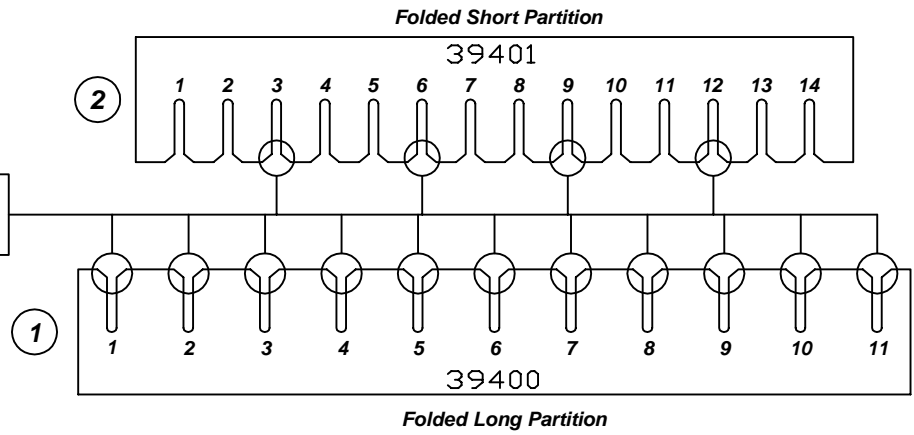 Folded Short Partition
39401
2
1 2 3 4 5 6 7 8 9 10 11 12 13 14
1
1 2 3 4 5 6 7 8 9 10 11
39400
Folded Long Partition